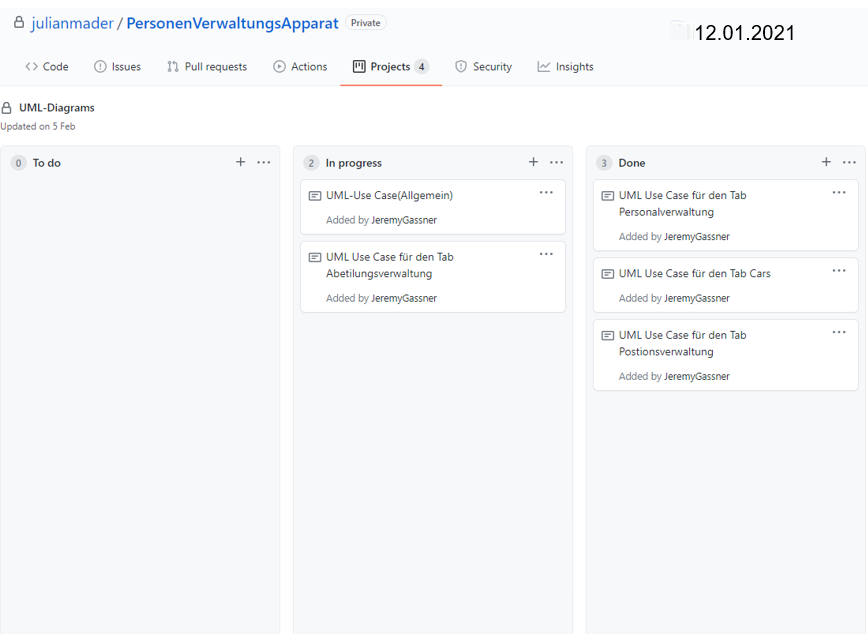 julianmader / PersonenVerwaltungsApparat Private
12.01.2021
Code Issues Pull requests Actions Projects 4 Security Insights
UML-Diagrams
Updated on 5 Feb
0 To do
2 In progress
UML-Use Case(Allgemein)
Added by JeremyGassner
UML Use Case für den Tab
Abetilungsverwaltung
Added by JeremyGassner
3 Done
UML Use Case für den Tab
Personalverwaltung
Added by JeremyGassner
UML Use Case für den Tab Cars
Added by JeremyGassner
UML Use Case für den Tab
Postionsverwaltung
Added by JeremyGassner